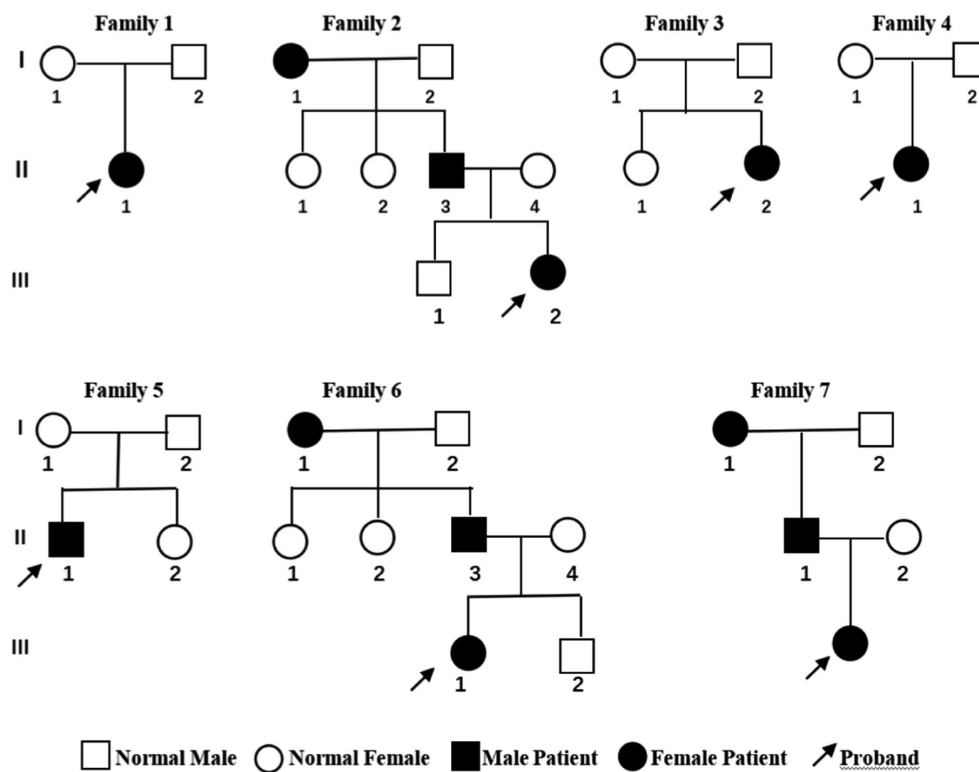 Family 1 Family 2 Family 3 Family 4
I
1 2 1 2 1 2 1 2
II
1 1 2 3 4 1 2 1
III
1 2
Family 5 Family 6 Family 7
I
1 2 1 2 1 2
II
1 2 1 2 3 4 1 2
III
1 2
Normal Male Normal Female Male Patient Female Patient Proband